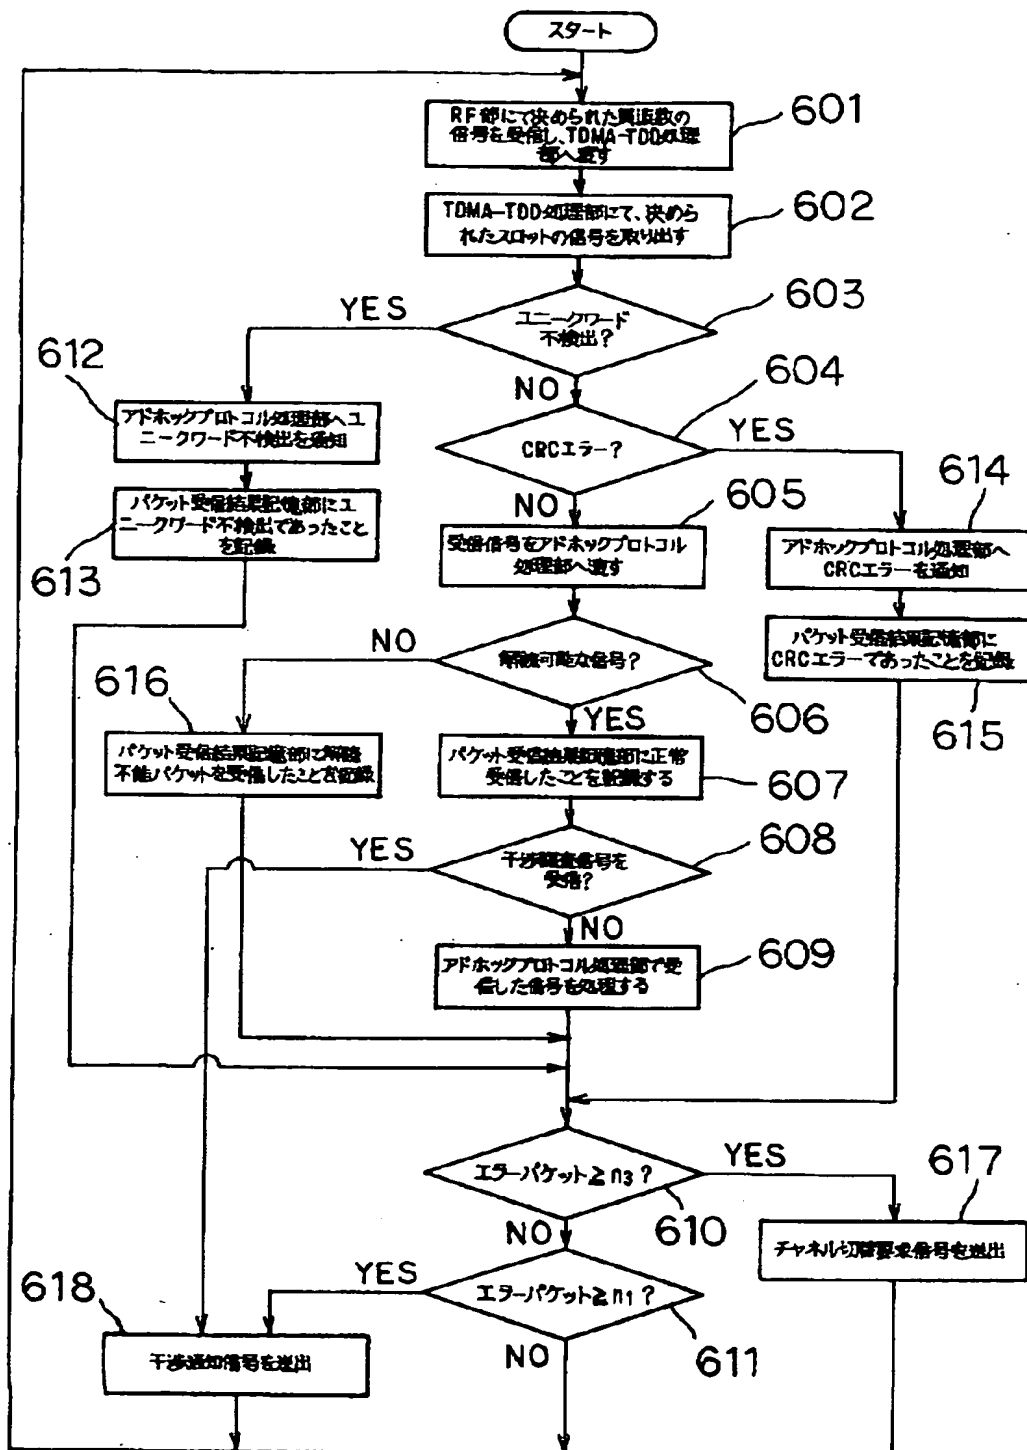 スタート
RF部にて決められた周波数の
信号を受信し、TDMA-TDD処理
部へ渡す
601
TDMA-TDD処理部にて、決めら
れたスロットの信号を取り出す
602
ユニークワード
不検出?
603
YES
NO
612
アドホックプロトコル処理部へユ
ニークワード不検出を通知
CRCエラー?
604
YES
NO
パケット受信結果記憶部にユ
ニークワード不検出であったこと
を記録
613
受信信号をアドホックプロトコル
処理部へ渡す
605
614
アドホックプロトコル処理部へ
CRCエラーを通知
パケット受信結果記憶部に
CRCエラーであったことを記録
615
解読可能な信号?
606
NO
YES
616
パケット受信結果記憶部に解読
不能パケットを受信したことを記録
パケット受信結果記憶部に正常
受信したことを記録する
607
干渉調査信号を
受信?
608
YES
NO
アドホックプロトコル処理部で受
信した信号を処理する
609
エラーパケット≧n3?
610
YES
NO
617
チャネル切替要求信号を送出
エラーパケット≧n1?
611
YES
NO
618
干渉通知信号を送出